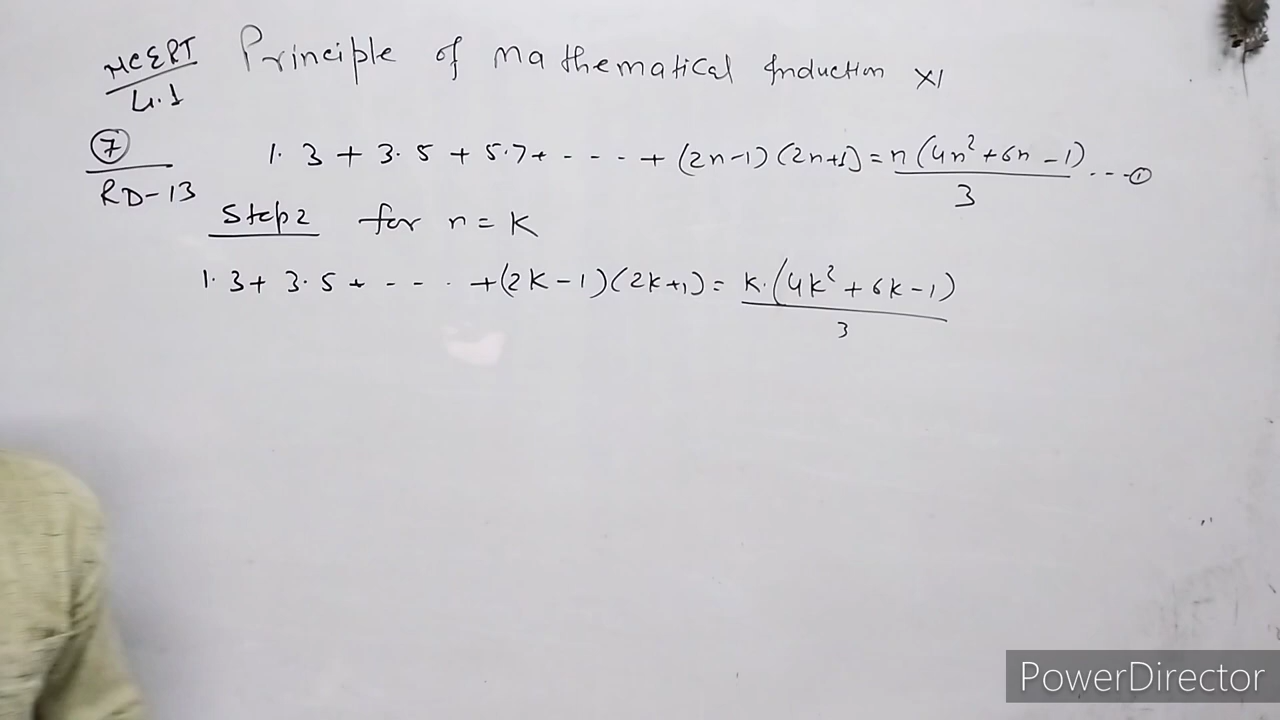 NCERT Principle of Mathematical Induction XI
4.1
⑦ 1. 3 + 3. 5 + 5.7 + - - - . + (2n-1) (2n+1) = n (4n² + 6n - 1) / 3 - - - ①
RD-13
Step 2 for n = K
1. 3 + 3. 5 + - - - . + (2K - 1) (2K+1) = K. (4K² + 6K - 1) / 3
PowerDirector